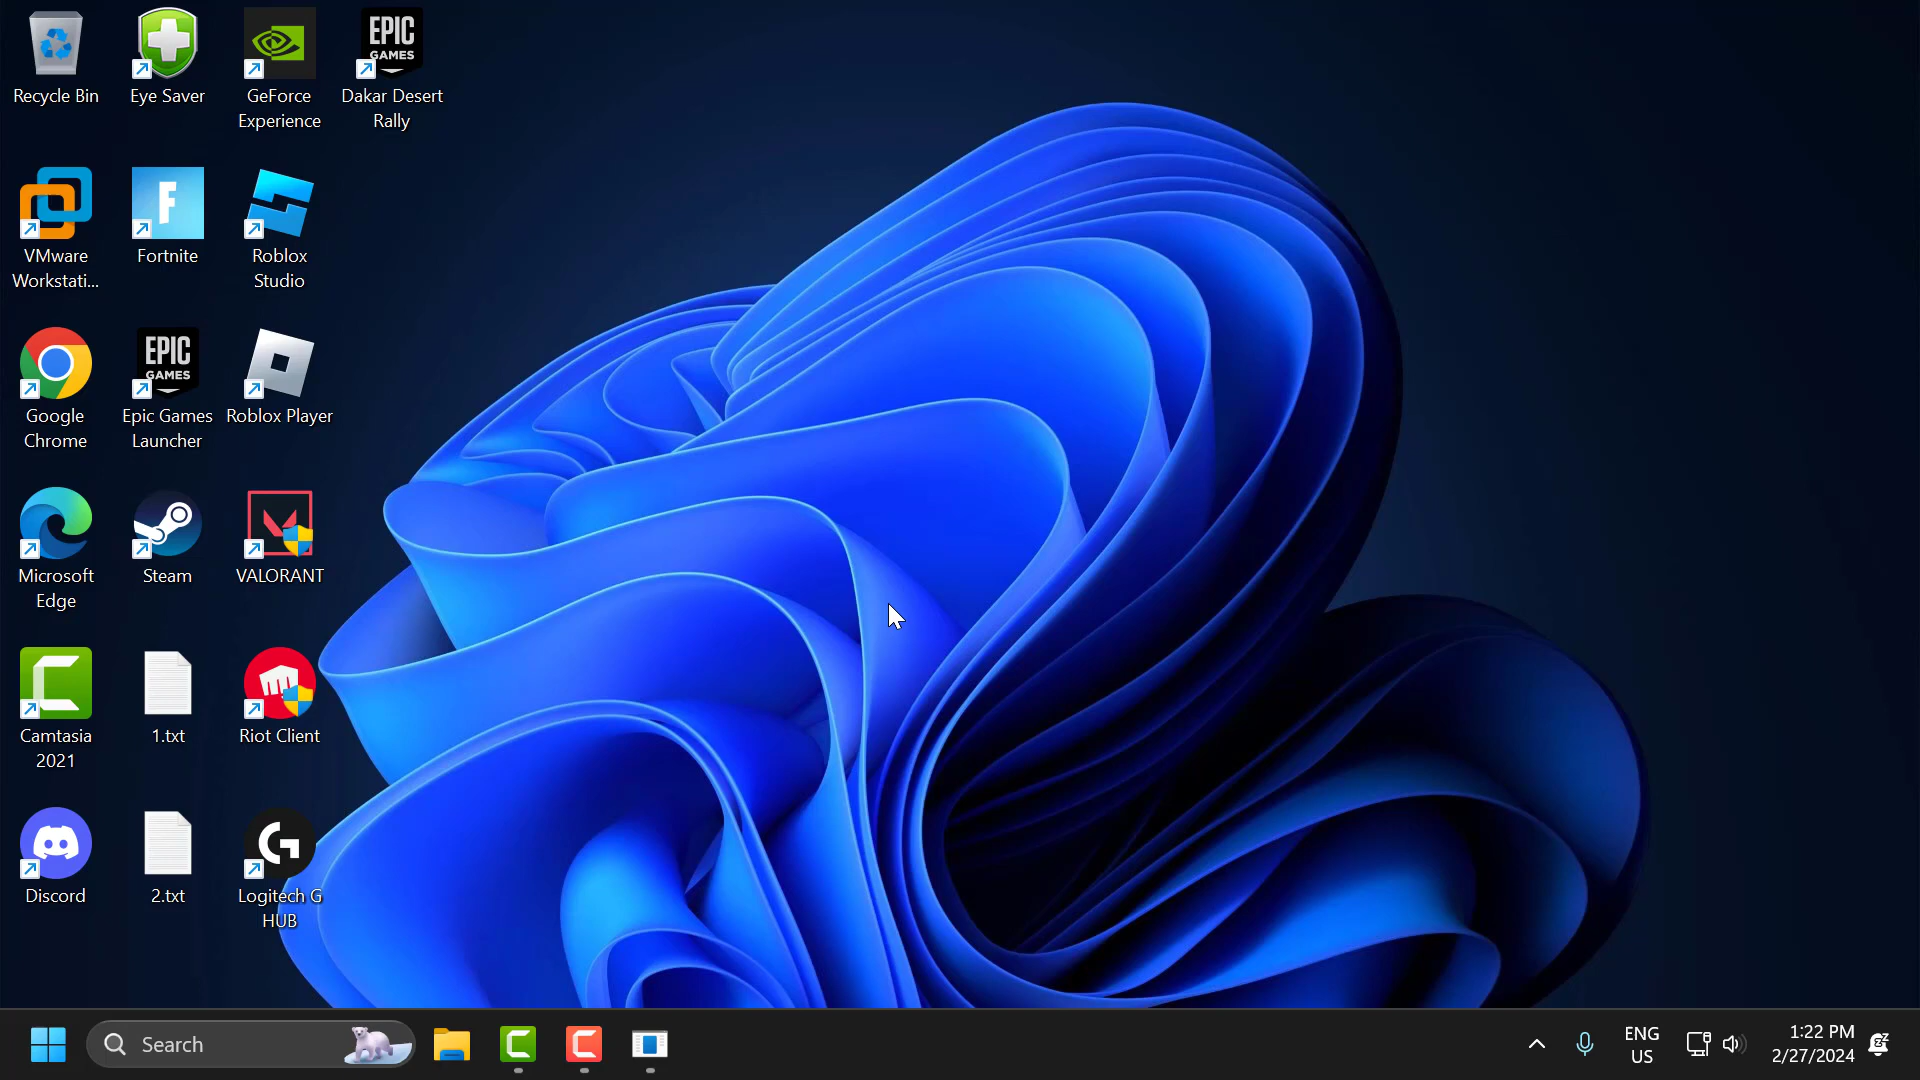 Recycle Bin
Eye Saver
GeForce
Experience
EPIC
GAMES
Dakar Desert
Rally
VMware
Workstati...
F
Fortnite
Roblox
Studio
Google
Chrome
EPIC
GAMES
Epic Games
Launcher
Roblox Player
Microsoft
Edge
Steam
VALORANT
Camtasia
2021
1.txt
Riot Client
Discord
2.txt
Logitech G
HUB
Search
ENG
US
1:22 PM
2/27/2024